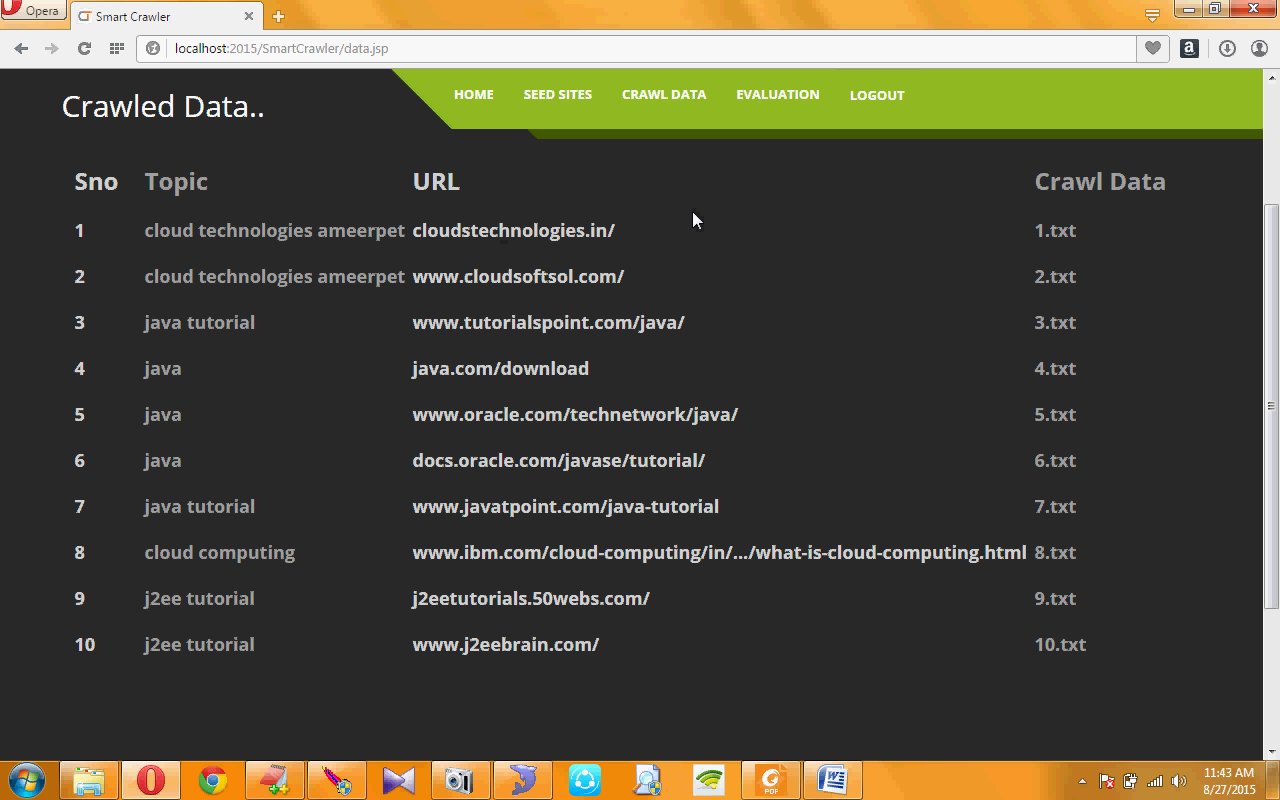 Opera
Smart Crawler
localhost:2015/SmartCrawler/data.jsp
Crawled Data..
HOME SEED SITES CRAWL DATA EVALUATION LOGOUT
Sno Topic URL Crawl Data
1 cloud technologies ameerpet cloudstechnologies.in/ 1.txt
2 cloud technologies ameerpet www.cloudsoftsol.com/ 2.txt
3 java tutorial www.tutorialspoint.com/java/ 3.txt
4 java java.com/download 4.txt
5 java www.oracle.com/technetwork/java/ 5.txt
6 java docs.oracle.com/javase/tutorial/ 6.txt
7 java tutorial www.javatpoint.com/java-tutorial 7.txt
8 cloud computing www.ibm.com/cloud-computing/in/.../what-is-cloud-computing.html 8.txt
9 j2ee tutorial j2eetutorials.50webs.com/ 9.txt
10 j2ee tutorial www.j2eebrain.com/ 10.txt
PDF
11:43 AM
8/27/2015